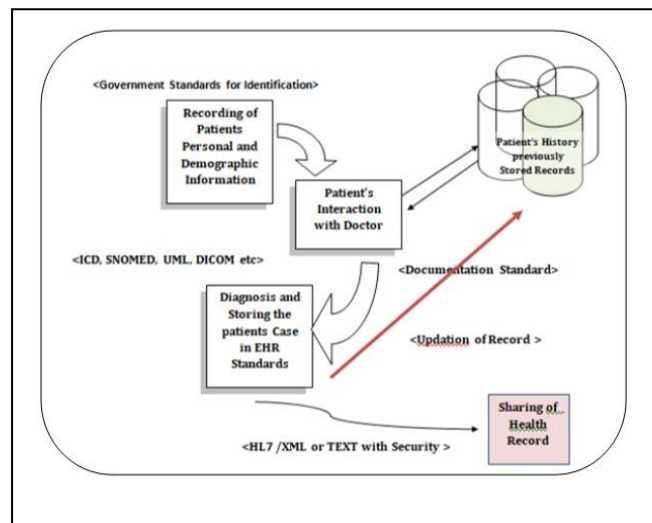 <Government Standards for Identification>
Recording of
Patients
Personal and
Demographic
Information
Patient's History
previously
Stored Records
Patient's
Interaction
with Doctor
<ICD, SNOMED, UML, DICOM etc>
<Documentation Standard>
Diagnosis and
Storing the
patients Case
in EHR
Standards
<Updation of Record >
Sharing of
Health
Record
<HL7 /XML or TEXT with Security >